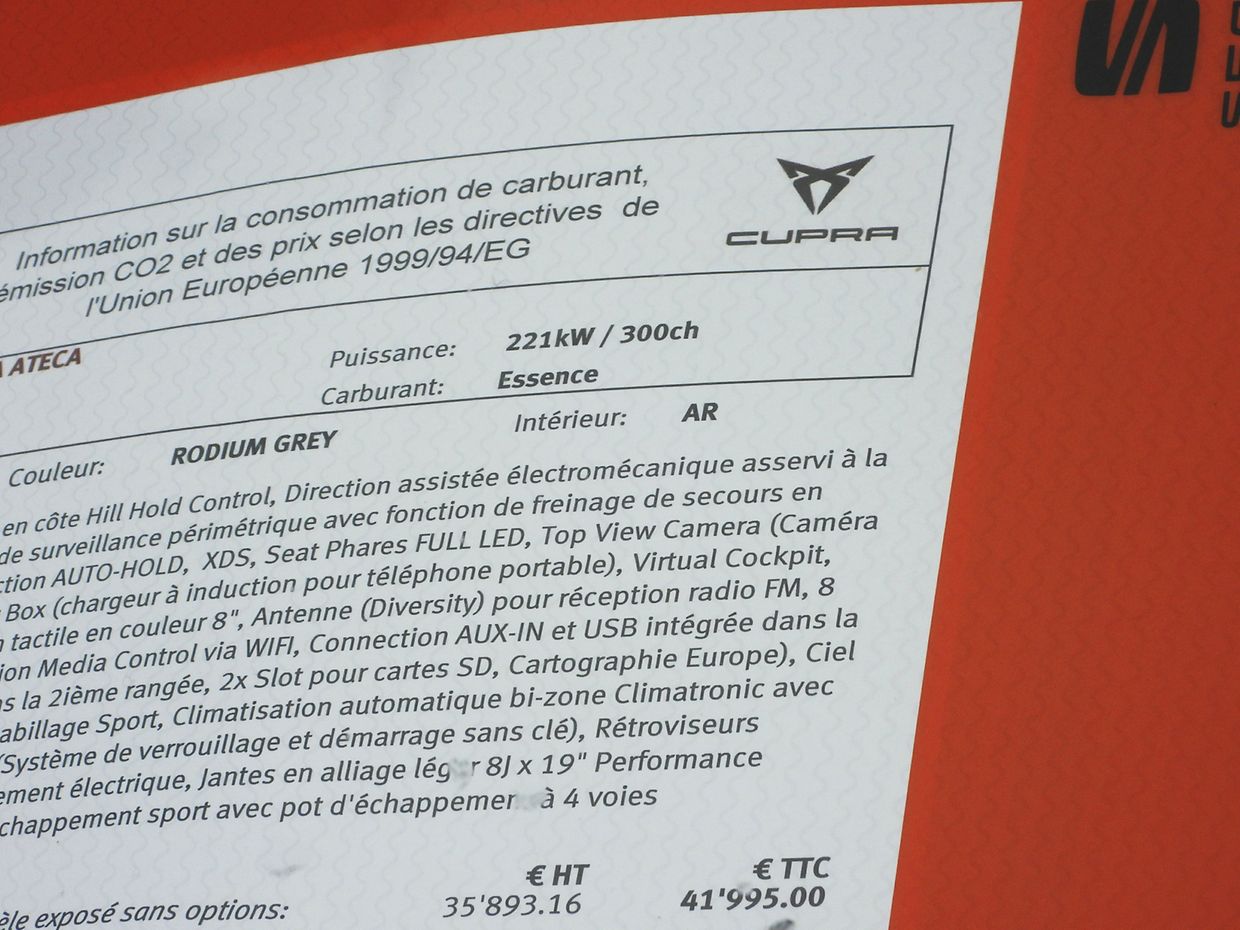 Information sur la consommation de carburant,
émission CO2 et des prix selon les directives de
l'Union Européenne 1999/94/EG
CUPRA
ATECA
Puissance: 221kW / 300ch
Carburant: Essence
Couleur: RODIUM GREY Intérieur: AR
en côte Hill Hold Control, Direction assistée électromécanique asservi à la
de surveillance périmétrique avec fonction de freinage de secours en
ction AUTO-HOLD, XDS, Seat Phares FULL LED, Top View Camera (Caméra
Box (chargeur à induction pour téléphone portable), Virtual Cockpit,
tactile en couleur 8", Antenne (Diversity) pour réception radio FM, 8
ion Media Control via WIFI, Connection AUX-IN et USB intégrée dans la
s la 2ième rangée, 2x Slot pour cartes SD, Cartographie Europe), Ciel
abillage Sport, Climatisation automatique bi-zone Climatronic avec
(Système de verrouillage et démarrage sans clé), Rétroviseurs
ement électrique, Jantes en alliage lég r 8J x 19" Performance
chappement sport avec pot d'échappemen à 4 voies
€ HT € TTC
èle exposé sans options: 35'893.16 41'995.00